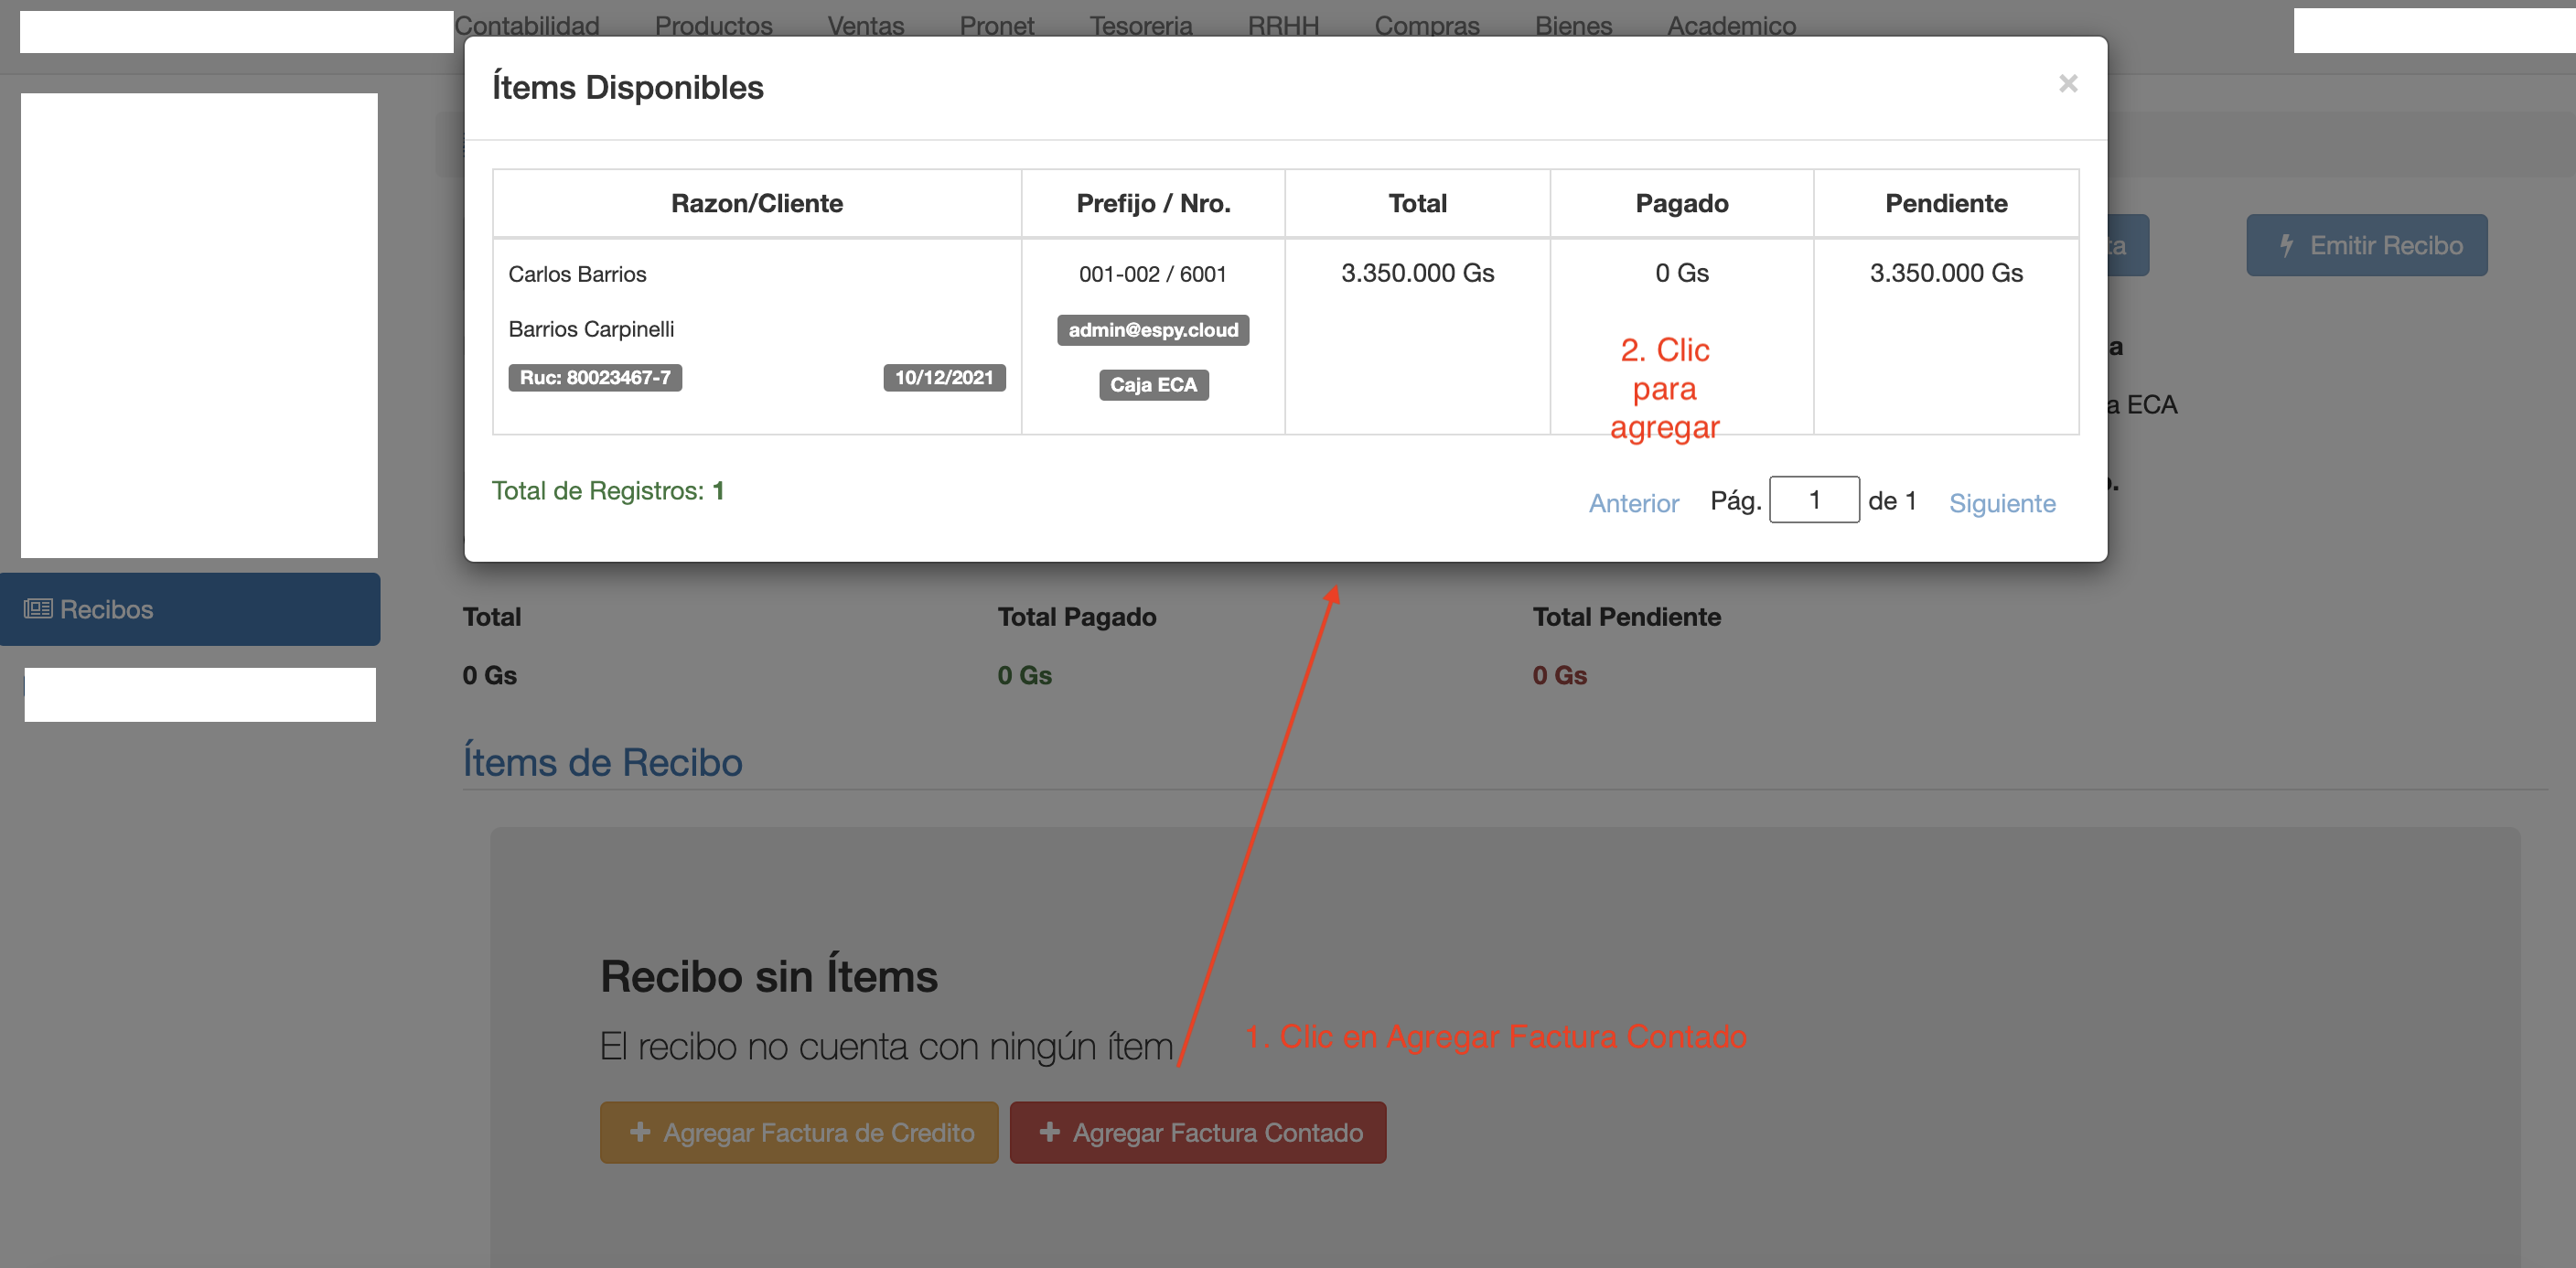 Contabilidad Productos Ventas Pronet Tesoreria RRHH Compras Bienes Academico
Ítems Disponibles ×
Razon/Cliente Prefijo / Nro. Total Pagado Pendiente
Carlos Barrios 001-002 / 6001 3.350.000 Gs 0 Gs 3.350.000 Gs
Barrios Carpinelli admin@espy.cloud
Ruc: 80023467-7 10/12/2021 Caja ECA
2. Clic
para
agregar
Total de Registros: 1
Anterior Pág. 1 de 1 Siguiente
ta Emitir Recibo
a
a ECA
Recibos
Total Total Pagado Total Pendiente
0 Gs 0 Gs 0 Gs
Ítems de Recibo
Recibo sin Ítems
El recibo no cuenta con ningún ítem
1. Clic en Agregar Factura Contado
Agregar Factura de Credito Agregar Factura Contado